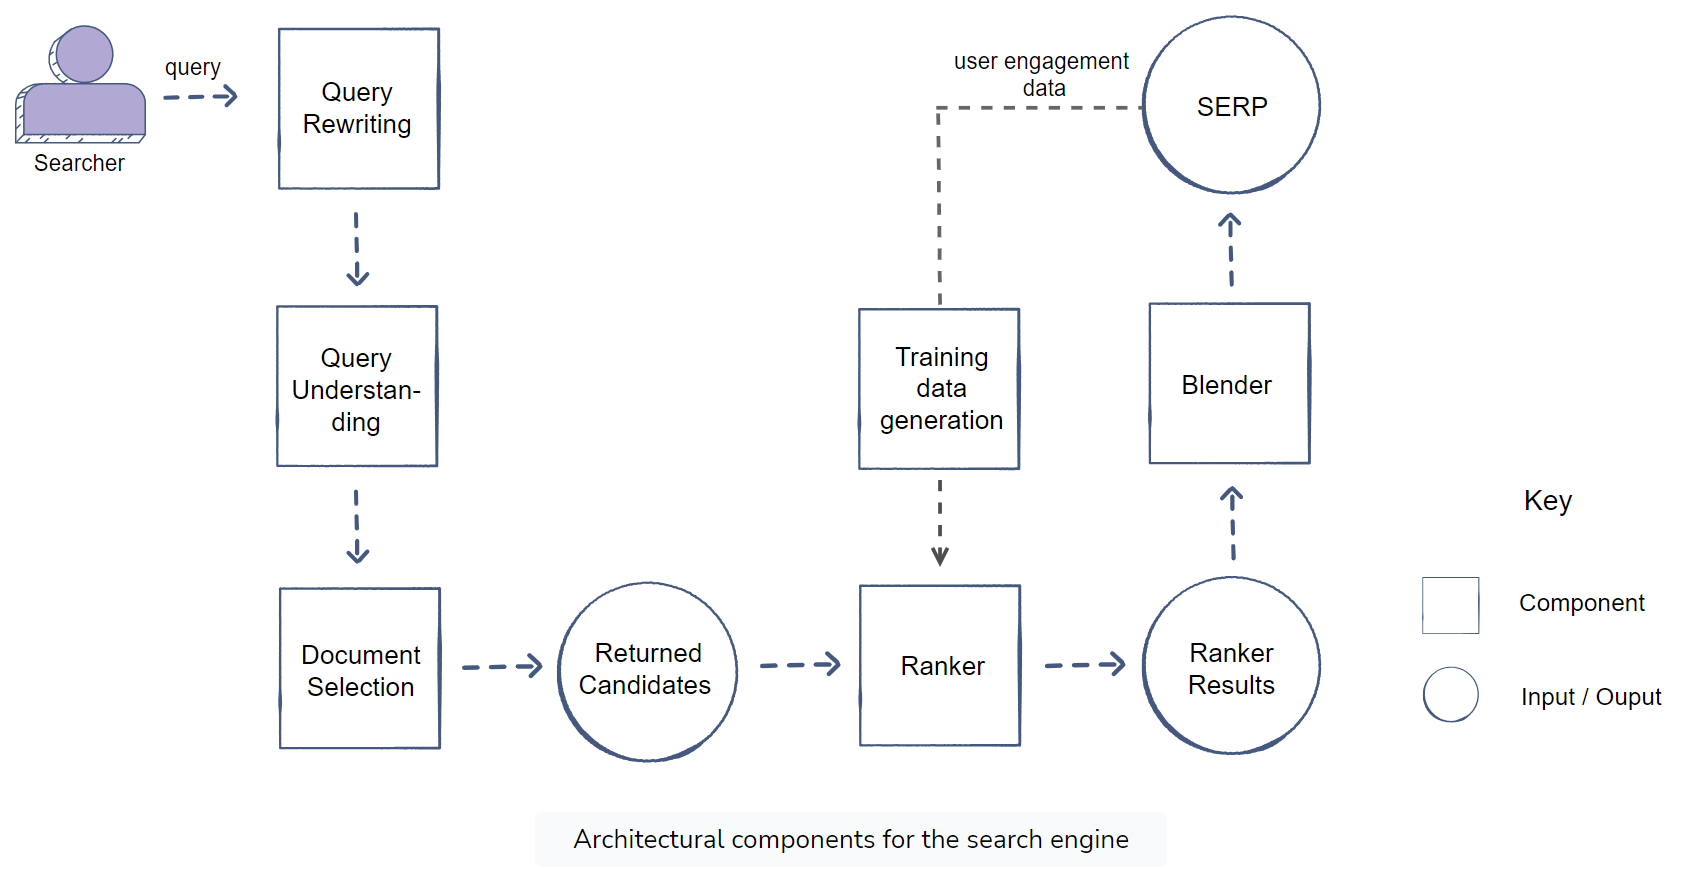 query
Searcher
Query
Rewriting
Query
Understan-
ding
Document
Selection
Returned
Candidates
Ranker
Training
data
generation
user engagement
data
Ranker
Results
Blender
SERP
Key
Component
Input / Ouput
Architectural components for the search engine